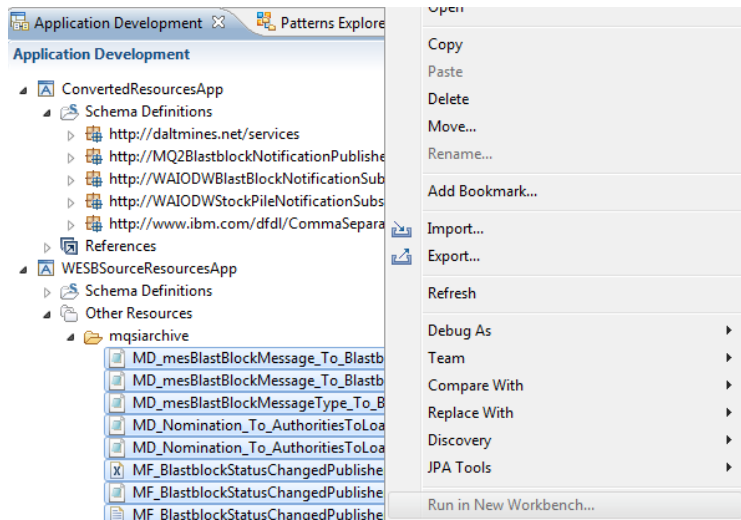 Application Development
Patterns Explore
Application Development
ConvertedResourcesApp
Schema Definitions
http://daltmines.net/services
http://MQ2BlastblockNotificationPublishe
http://WAIODWBlastBlockNotificationSub
http://WAIODWStockPileNotificationSubs
http://www.ibm.com/dfdl/CommaSepara
References
WESBSourceResourcesApp
Schema Definitions
Other Resources
mqsiarchive
MD_mesBlastBlockMessage_To_Blastb
MD_mesBlastBlockMessage_To_Blastb
MD_mesBlastBlockMessageType_To_B
MD_Nomination_To_AuthoritiesToLoa
MD_Nomination_To_AuthoritiesToLoa
MF_BlastblockStatusChangedPublishe
MF_BlastblockStatusChangedPublishe
MF_BlastblockStatusChangedPublishe
Open
Copy
Paste
Delete
Move...
Rename...
Add Bookmark...
Import...
Export...
Refresh
Debug As
Team
Compare With
Replace With
Discovery
JPA Tools
Run in New Workbench...